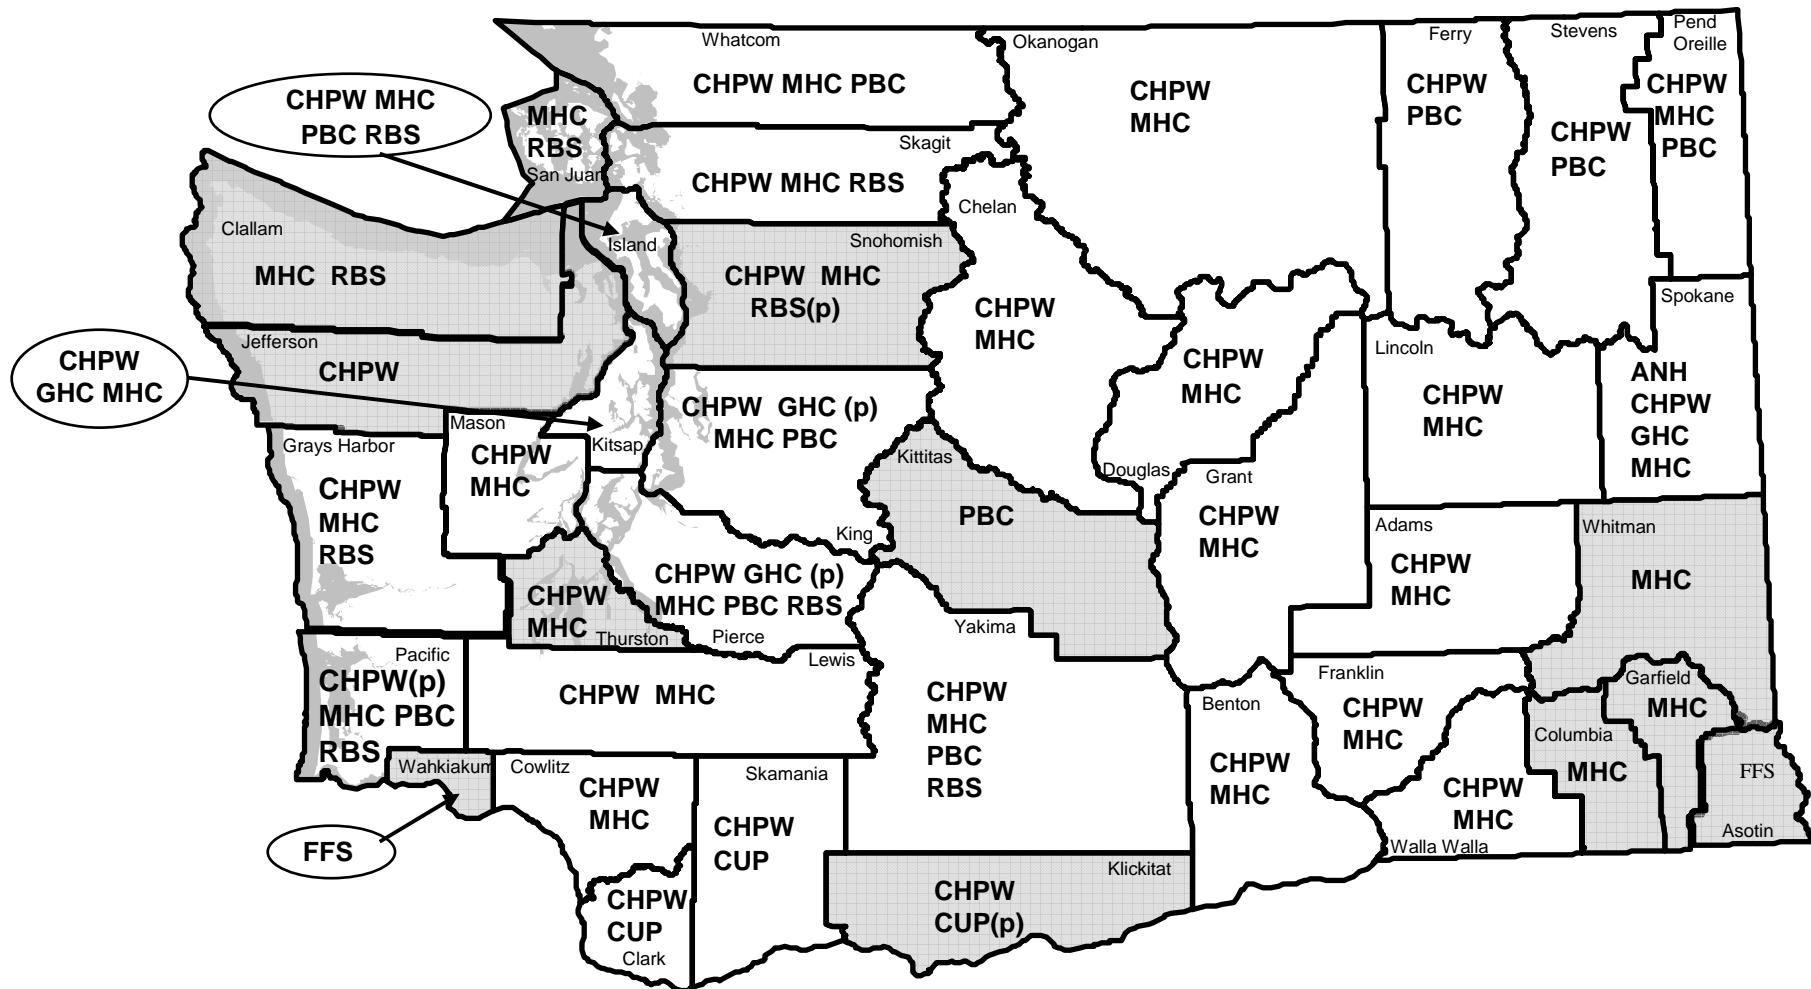 Whatcom
CHPW MHC PBC
Okanogan
CHPW
MHC
Ferry
CHPW
PBC
Stevens
CHPW
PBC
Pend
Oreille
CHPW
MHC
PBC
CHPW MHC
PBC RBS
MHC
RBS
San Juan
Skagit
CHPW MHC RBS
Chelan
CHPW
MHC
Clallam
MHC RBS
Island
Snohomish
CHPW MHC
RBS(p)
Spokane
ANH
CHPW
GHC
MHC
Jefferson
CHPW
CHPW
GHC MHC
CHPW
MHC
Douglas
Lincoln
CHPW
MHC
Mason
CHPW
MHC
Kitsap
CHPW GHC (p)
MHC PBC
King
Grays Harbor
CHPW
MHC
RBS
Kittitas
PBC
Grant
CHPW
MHC
Adams
CHPW
MHC
Whitman
MHC
CHPW
MHC
Thurston
CHPW GHC (p)
MHC PBC RBS
Pierce
Yakima
CHPW
MHC
PBC
RBS
Pacific
CHPW(p)
MHC PBC
RBS
Lewis
CHPW MHC
Benton
CHPW
MHC
Franklin
CHPW
MHC
Garfield
MHC
Columbia
MHC
FFS
Asotin
Wahkiakum
FFS
Cowlitz
CHPW
MHC
Skamania
CHPW
CUP
CHPW
MHC
Walla Walla
Klickitat
CHPW
CUP(p)
CHPW
CUP
Clark